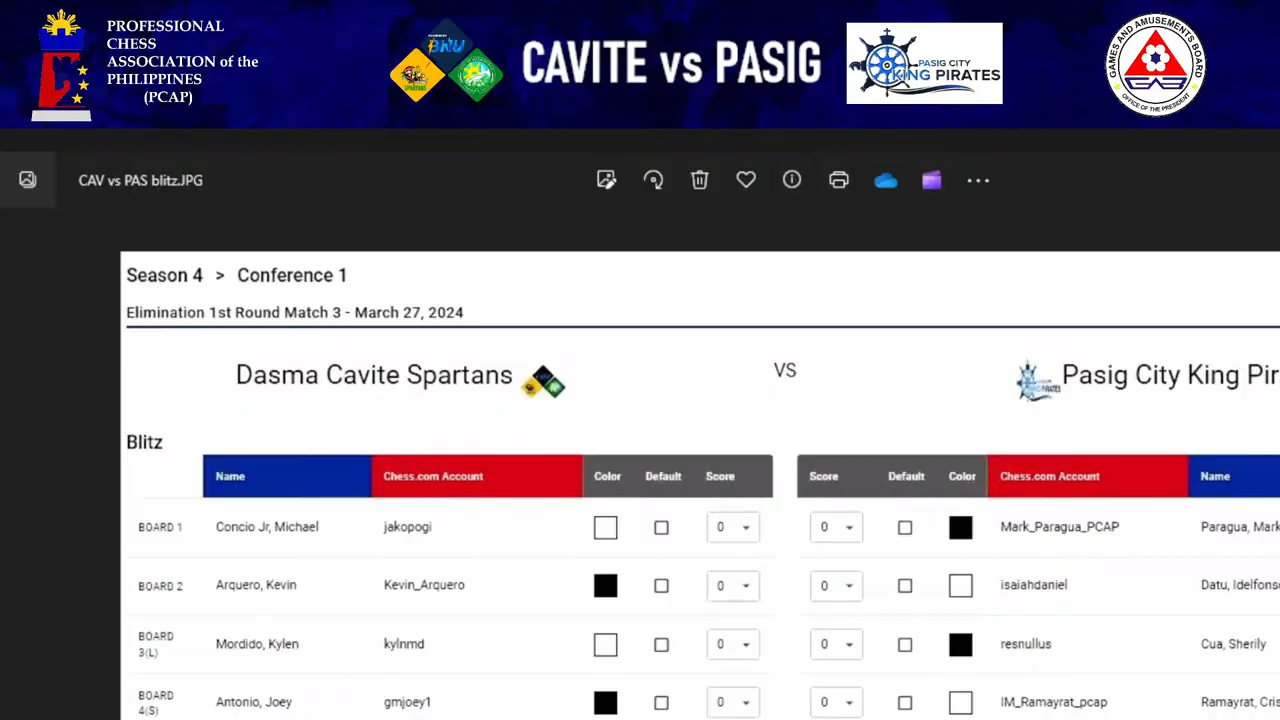 PROFESSIONAL
CHESS
ASSOCIATION of the
PHILIPPINES
(PCAP)
BNU
SPARTANS
CAVITE vs PASIG
PASIG CITY
KING PIRATES
GAMES AND AMUSEMENTS BOARD
GAB
OFFICE OF THE PRESIDENT
CAV vs PAS blitz.JPG
Season 4 > Conference 1
Elimination 1st Round Match 3 - March 27, 2024
Dasma Cavite Spartans VS Pasig City King Pir
Blitz
Name Chess.com Account Color Default Score Score Default Color Chess.com Account Name
BOARD 1 Concio Jr, Michael jakopogi 0 0 Mark_Paragua_PCAP Paragua, Mark
BOARD 2 Arquero, Kevin Kevin_Arquero 0 0 isaiahdaniel Datu, Idelfons
BOARD 3(L) Mordido, Kylen kylnmd 0 0 resnullus Cua, Sherily
BOARD 4(S) Antonio, Joey gmjoey1 0 0 IM_Ramayrat_pcap Ramayrat, Cris